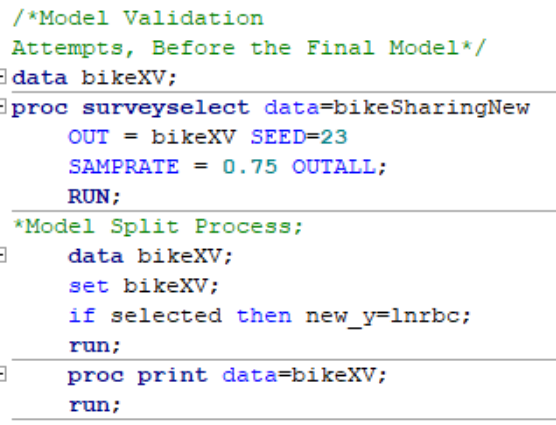 /*Model Validation
Attempts, Before the Final Model*/
data bikeXV;
proc surveyselect data=bikeSharingNew
OUT = bikeXV SEED=23
SAMPRATE = 0.75 OUTALL;
RUN;
*Model Split Process;
data bikeXV;
set bikeXV;
if selected then new_y=lnrbc;
run;
proc print data=bikeXV;
run;